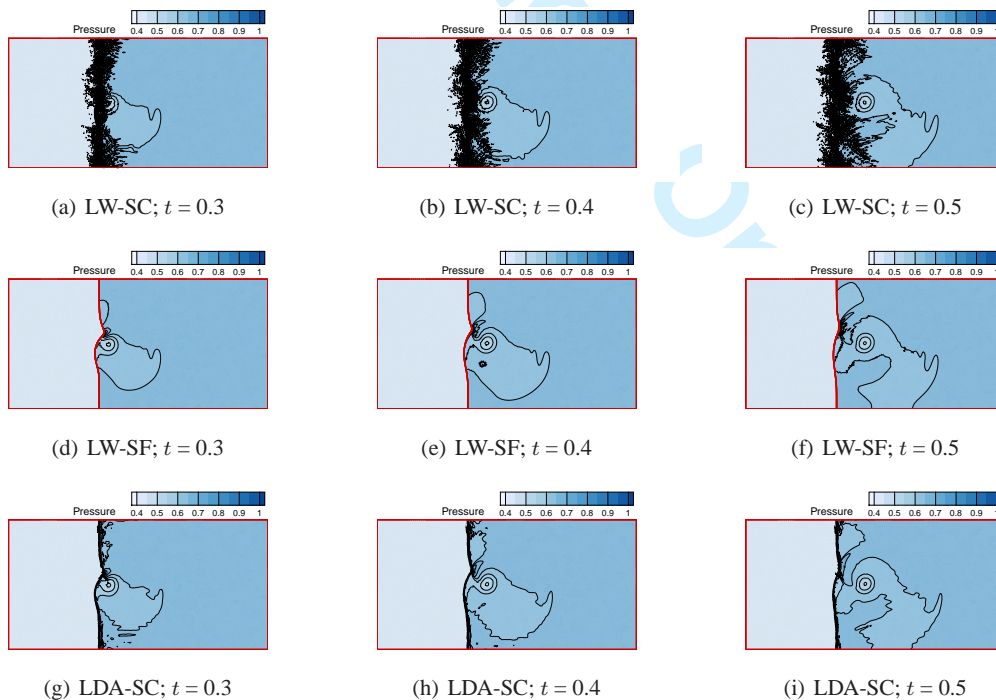 Pressure 0.4 0.5 0.6 0.7 0.8 0.9 1
Pressure 0.4 0.5 0.6 0.7 0.8 0.9 1
Pressure 0.4 0.5 0.6 0.7 0.8 0.9 1
(a) LW-SC; t = 0.3
(b) LW-SC; t = 0.4
(c) LW-SC; t = 0.5
Pressure 0.4 0.5 0.6 0.7 0.8 0.9 1
Pressure 0.4 0.5 0.6 0.7 0.8 0.9 1
Pressure 0.4 0.5 0.6 0.7 0.8 0.9 1
(d) LW-SF; t = 0.3
(e) LW-SF; t = 0.4
(f) LW-SF; t = 0.5
Pressure 0.4 0.5 0.6 0.7 0.8 0.9 1
Pressure 0.4 0.5 0.6 0.7 0.8 0.9 1
Pressure 0.4 0.5 0.6 0.7 0.8 0.9 1
(g) LDA-SC; t = 0.3
(h) LDA-SC; t = 0.4
(i) LDA-SC; t = 0.5